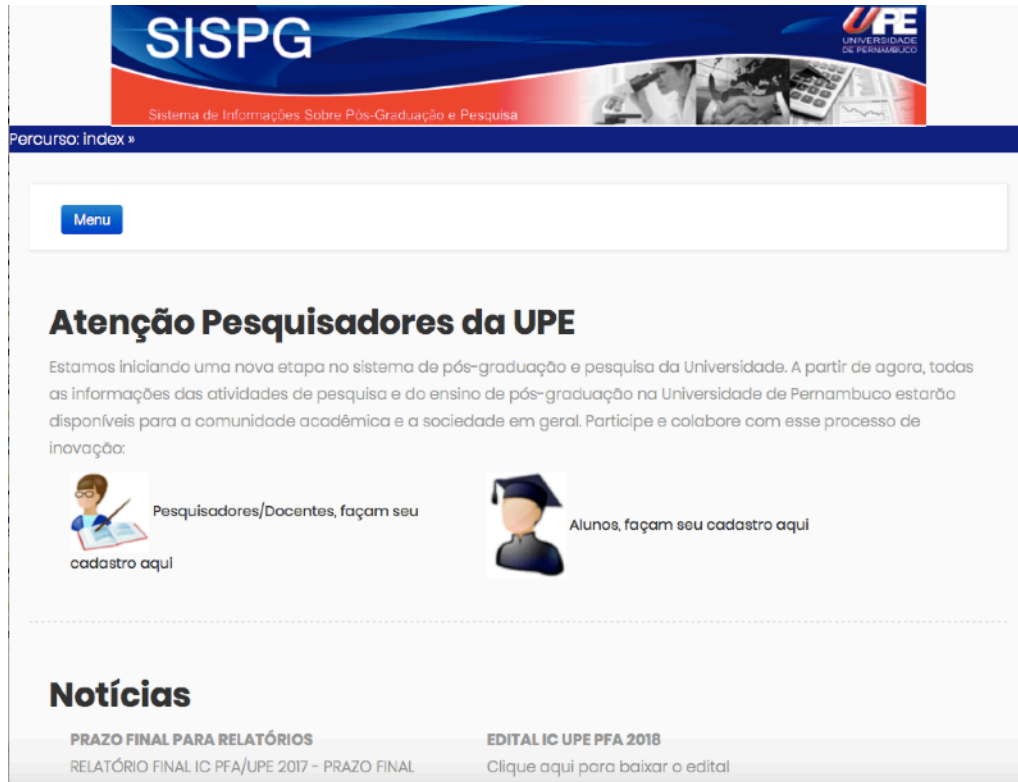 SISPG
UPE
UNIVERSIDADE
DE PERNAMBUCO
Sistema de Informações Sobre Pós-Graduação e Pesquisa
Percurso: index »
Menu
Atenção Pesquisadores da UPE
Estamos iniciando uma nova etapa no sistema de pós-graduação e pesquisa da Universidade. A partir de agora, todas
as informações das atividades de pesquisa e do ensino de pós-graduação na Universidade de Pernambuco estarão
disponíveis para a comunidade acadêmica e a sociedade em geral. Participe e colabore com esse processo de
inovação:
Pesquisadores/Docentes, façam seu
cadastro aqui
Alunos, façam seu cadastro aqui
Notícias
PRAZO FINAL PARA RELATÓRIOS
RELATÓRIO FINAL IC PFA/UPE 2017 - PRAZO FINAL
EDITAL IC UPE PFA 2018
Clique aqui para baixar o edital